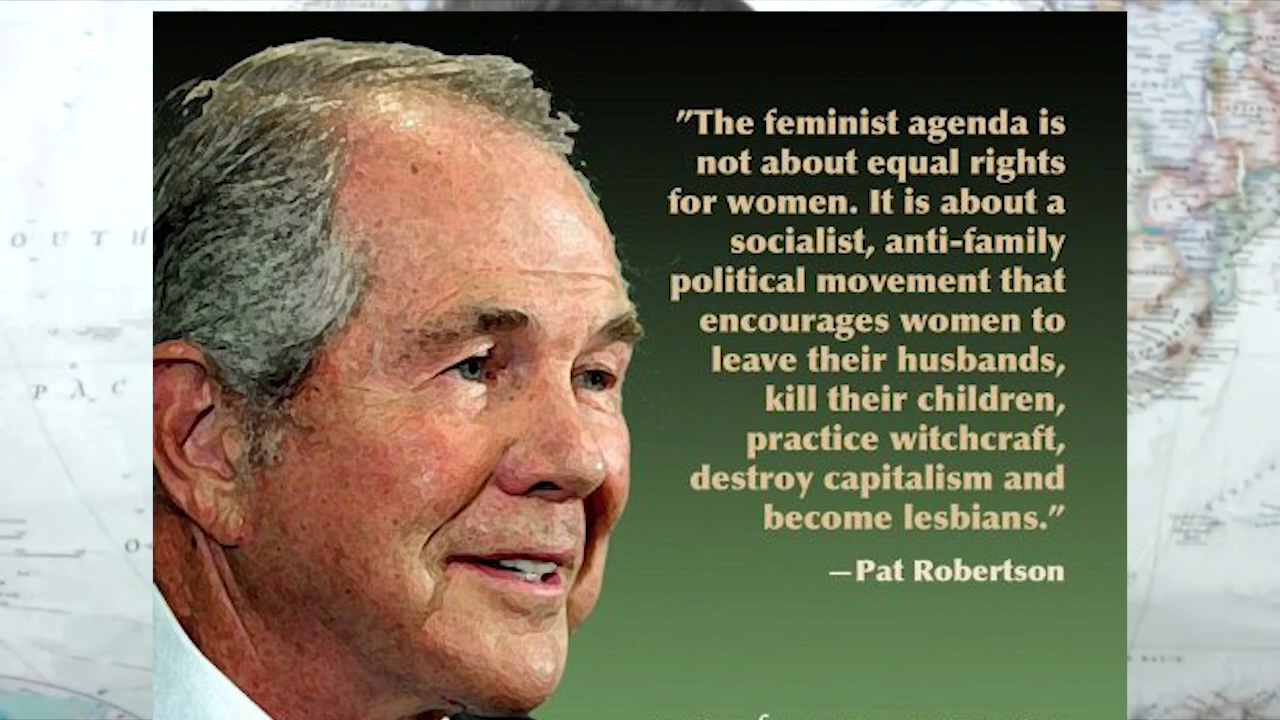 "The feminist agenda is
not about equal rights
for women. It is about a
socialist, anti-family
political movement that
encourages women to
leave their husbands,
kill their children,
practice witchcraft,
destroy capitalism and
become lesbians."
—Pat Robertson
O U T H
P A C